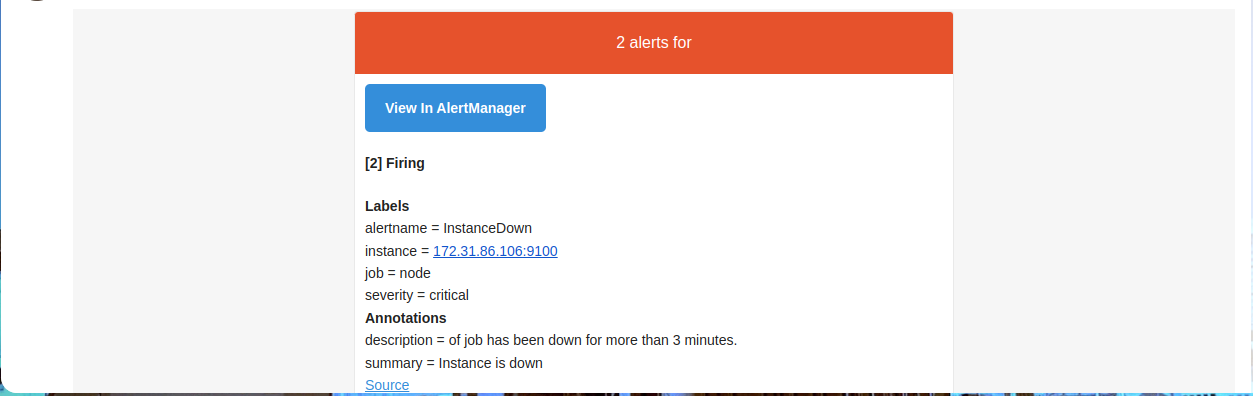 2 alerts for
View In AlertManager
[2] Firing
Labels
alertname = InstanceDown
instance = 172.31.86.106:9100
job = node
severity = critical
Annotations
description = of job has been down for more than 3 minutes.
summary = Instance is down
Source